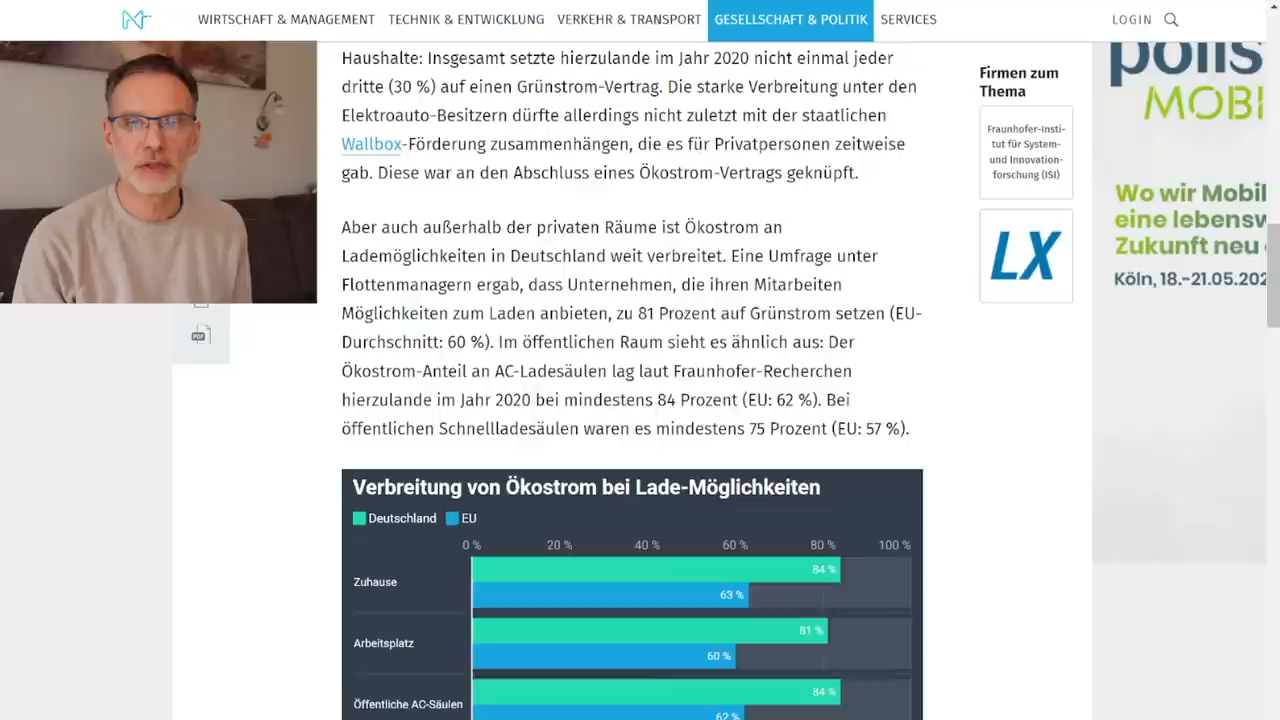 WIRTSCHAFT & MANAGEMENT TECHNIK & ENTWICKLUNG VERKEHR & TRANSPORT GESELLSCHAFT & POLITIK SERVICES LOGIN
Haushalte: Insgesamt setzte hierzulande im Jahr 2020 nicht einmal jeder
dritte (30 %) auf einen Grünstrom-Vertrag. Die starke Verbreitung unter den
Elektroauto-Besitzern dürfte allerdings nicht zuletzt mit der staatlichen
Wallbox-Förderung zusammenhängen, die es für Privatpersonen zeitweise
gab. Diese war an den Abschluss eines Ökostrom-Vertrags geknüpft.
Aber auch außerhalb der privaten Räume ist Ökostrom an
Lademöglichkeiten in Deutschland weit verbreitet. Eine Umfrage unter
Flottenmanagern ergab, dass Unternehmen, die ihren Mitarbeiten
Möglichkeiten zum Laden anbieten, zu 81 Prozent auf Grünstrom setzen (EU-
Durchschnitt: 60 %). Im öffentlichen Raum sieht es ähnlich aus: Der
Ökostrom-Anteil an AC-Ladesäulen lag laut Fraunhofer-Recherchen
hierzulande im Jahr 2020 bei mindestens 84 Prozent (EU: 62 %). Bei
öffentlichen Schnellladesäulen waren es mindestens 75 Prozent (EU: 57 %).
PDF
Verbreitung von Ökostrom bei Lade-Möglichkeiten
Deutschland EU
0 % 20 % 40 % 60 % 80 % 100 %
Zuhause
84 %
63 %
Arbeitsplatz
81 %
60 %
Öffentliche AC-Säulen
84 %
62 %
Firmen zum
Thema
Fraunhofer-Insti-
tut für System-
und Innovation-
forschung (ISI)
LX
polis
MOBI
Wo wir Mobil
eine lebensw
Zukunft neu
Köln, 18.-21.05.202